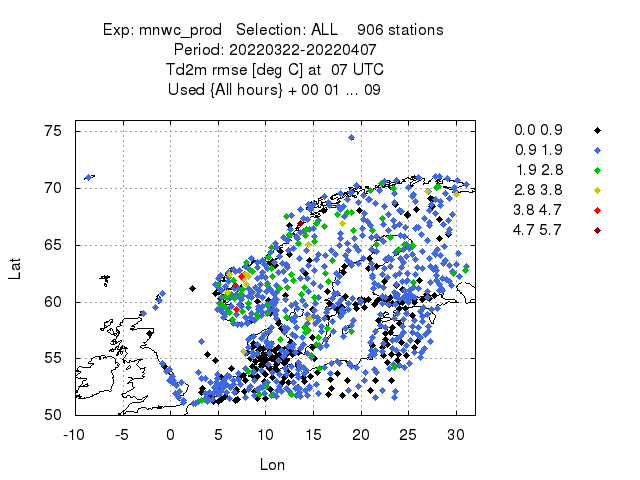 Exp: mnwc_prod   Selection: ALL    906 stations
Period: 20220322-20220407
Td2m rmse [deg C] at  07 UTC
Used {All hours} + 00 01 ... 09
0.0 0.9
0.9 1.9
1.9 2.8
2.8 3.8
3.8 4.7
4.7 5.7
75
70
65
60
55
50
Lat
-10 -5 0 5 10 15 20 25 30
Lon